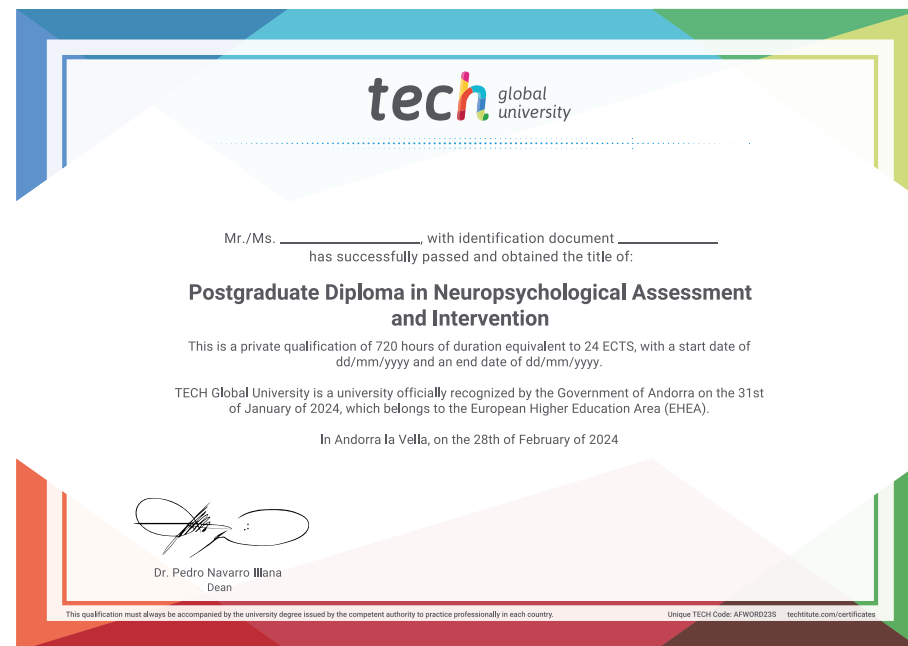 tech global university
Mr./Ms. ____________, with identification document ____________
has successfully passed and obtained the title of:
Postgraduate Diploma in Neuropsychological Assessment
and Intervention
This is a private qualification of 720 hours of duration equivalent to 24 ECTS, with a start date of
dd/mm/yyyy and an end date of dd/mm/yyyy.
TECH Global University is a university officially recognized by the Government of Andorra on the 31st
of January of 2024, which belongs to the European Higher Education Area (EHEA).
In Andorra la Vella, on the 28th of February of 2024
Dr. Pedro Navarro Illana
Dean
This qualification must always be accompanied by the university degree issued by the competent authority to practice professionally in each country.
Unique TECH Code: AFWORD23S techtitute.com/certificates